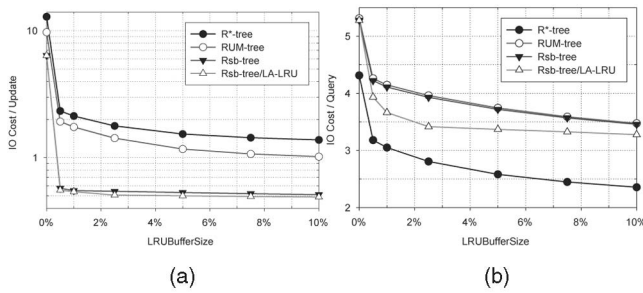 10
1
IO Cost / Update
R*-tree
RUM-tree
Rsb-tree
Rsb-tree/LA-LRU
0% 2% 4% 6% 8% 10%
LRUBufferSize
(a)
5
4
3
2
IO Cost / Query
R*-tree
RUM-tree
Rsb-tree
Rsb-tree/LA-LRU
0% 2% 4% 6% 8% 10%
LRUBufferSize
(b)